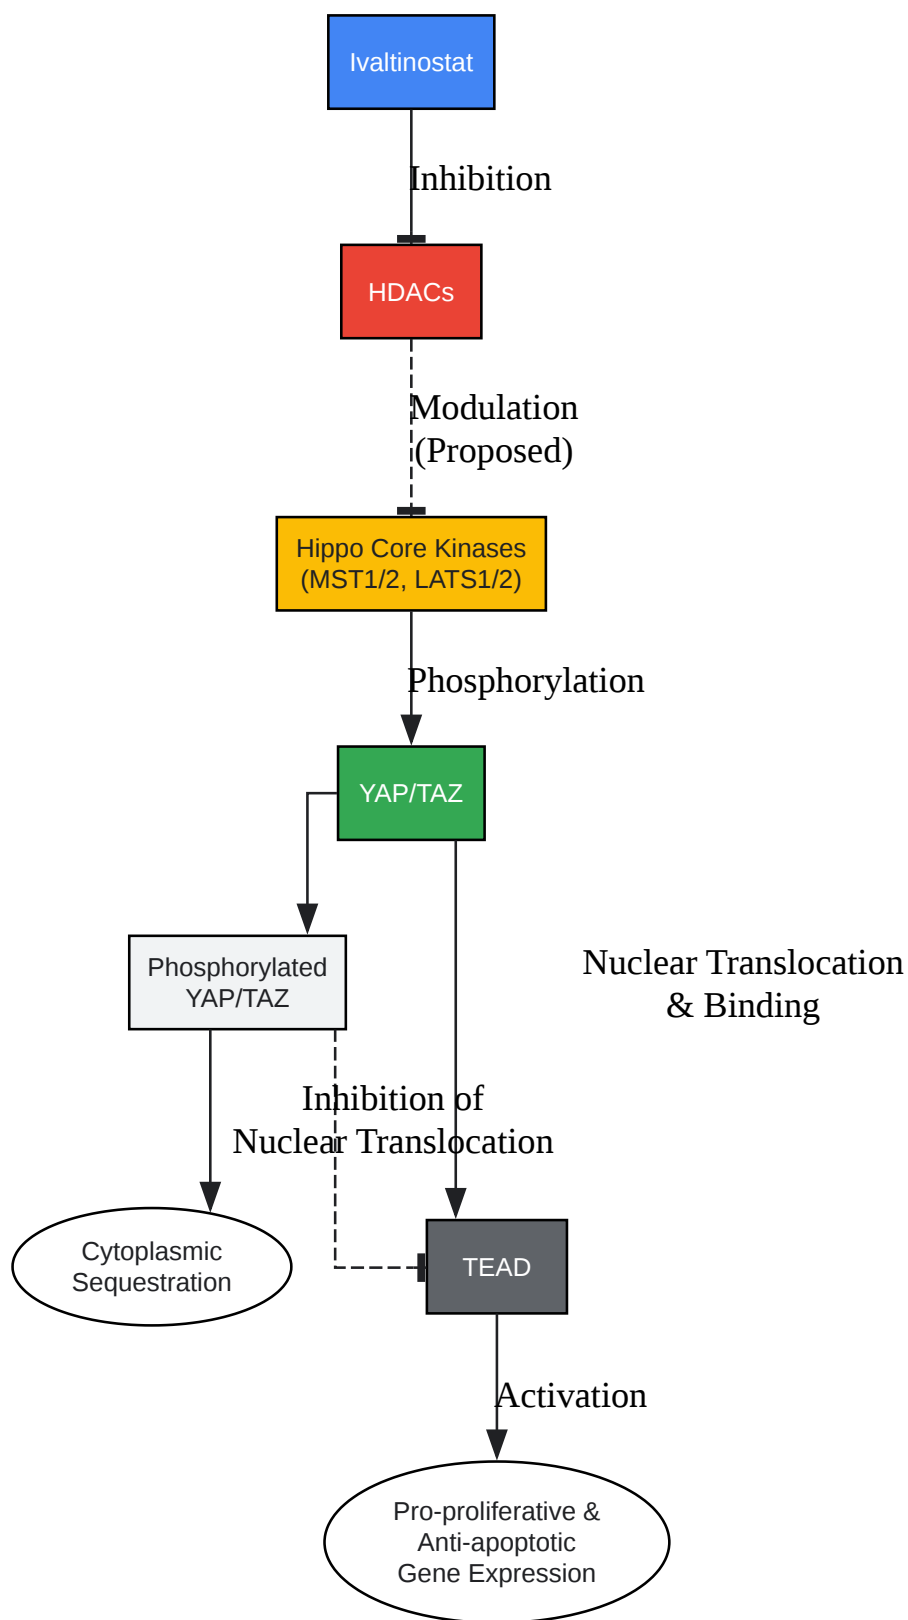 Ivaltinostat
Inhibition
HDACs
Modulation
(Proposed)
Hippo Core Kinases
(MST1/2, LATS1/2)
Phosphorylation
YAP/TAZ
Phosphorylated
YAP/TAZ
Nuclear Translocation
& Binding
Inhibition of
Nuclear Translocation
Cytoplasmic
Sequestration
TEAD
Activation
Pro-proliferative &
Anti-apoptotic
Gene Expression